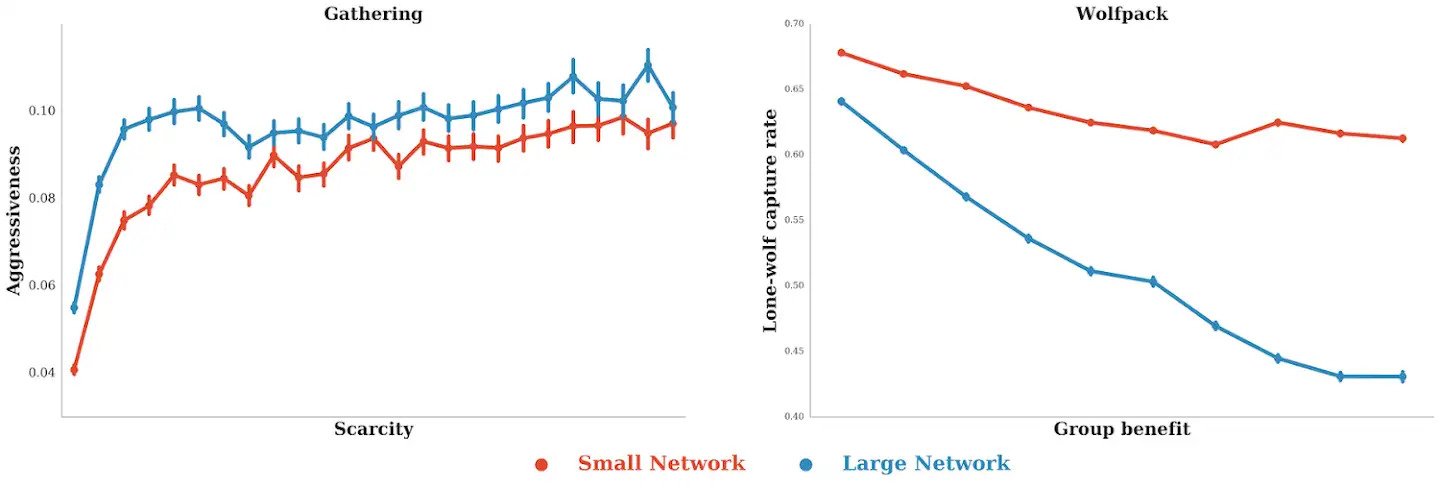 Gathering
Aggressiveness
0.10
0.08
0.06
0.04
Scarcity
Wolfpack
Lone-wolf capture rate
0.70
0.65
0.60
0.55
0.50
0.45
0.40
Group benefit
Small Network
Large Network